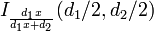 I_{\frac{d_1 x}{d_1 x + d_2}}(d_1/2, d_2/2)